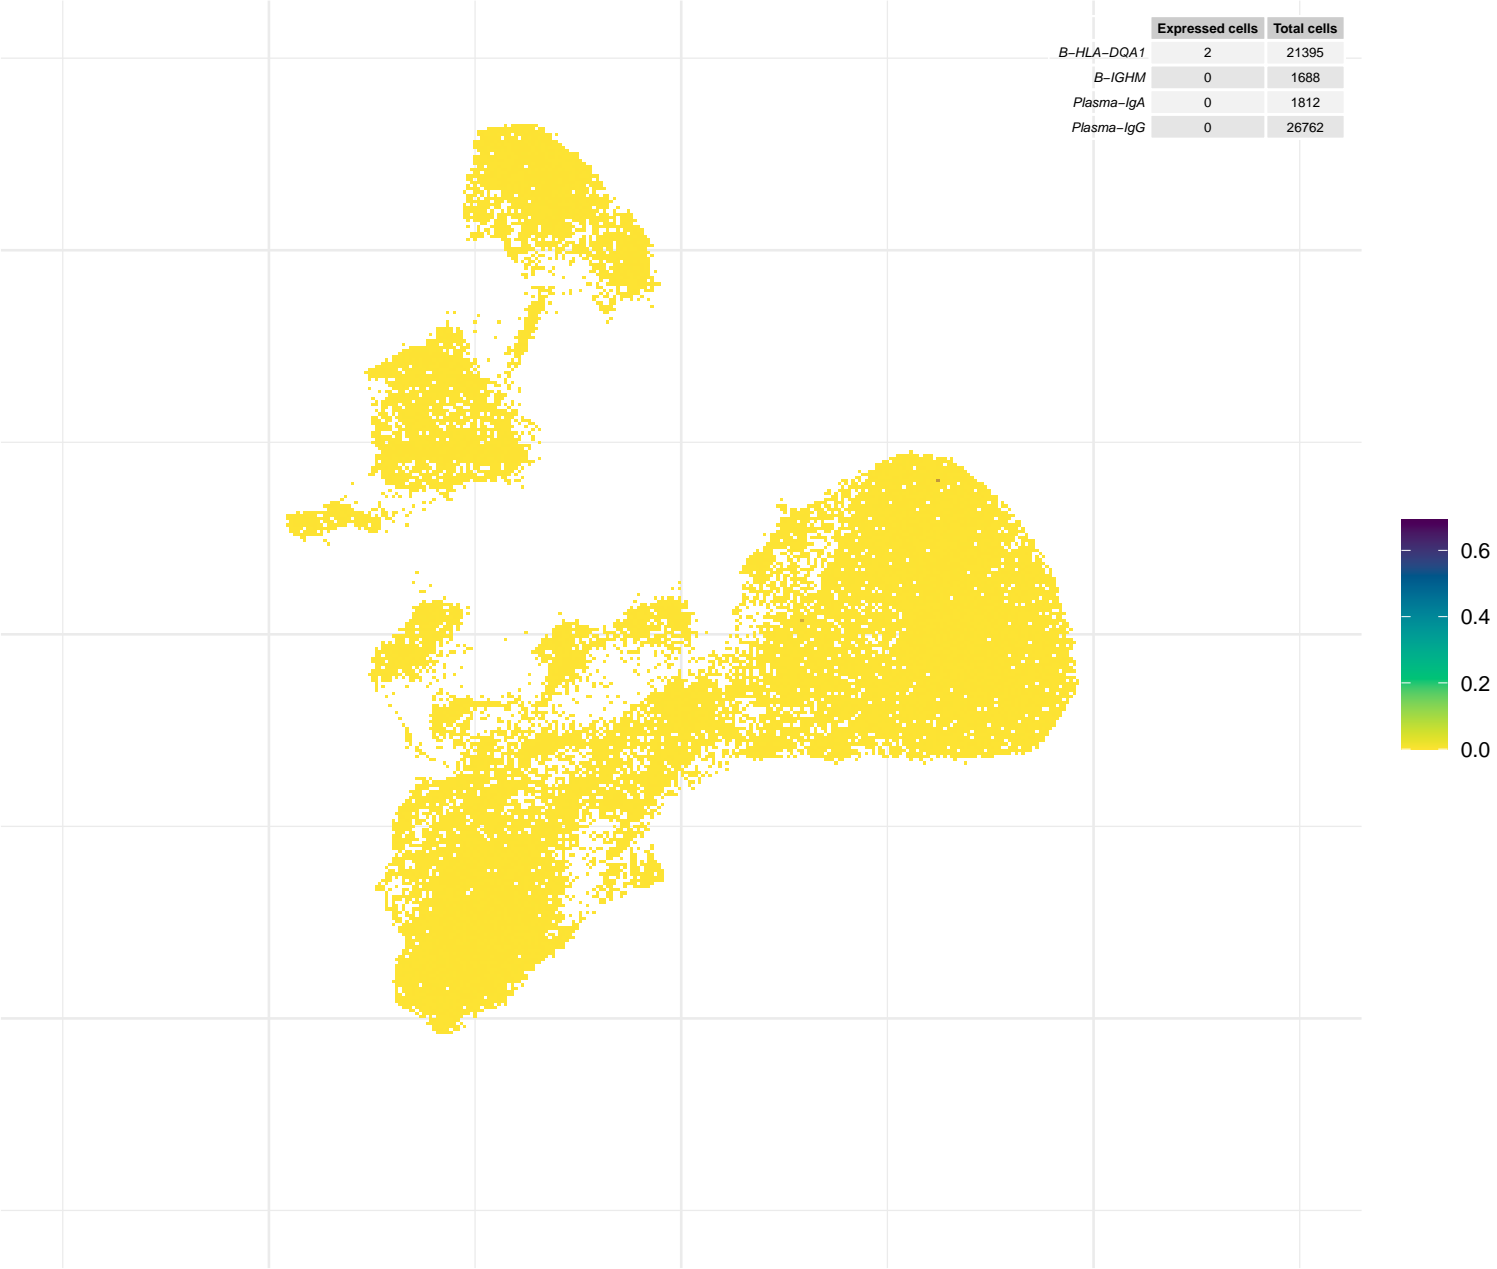 Expressed cells Total cells
B−HLA−DQA1 2 21395
B−IGHM 0 1688
Plasma−IgA 0 1812
Plasma−IgG 0 26762
0.6
0.4
0.2
0.0